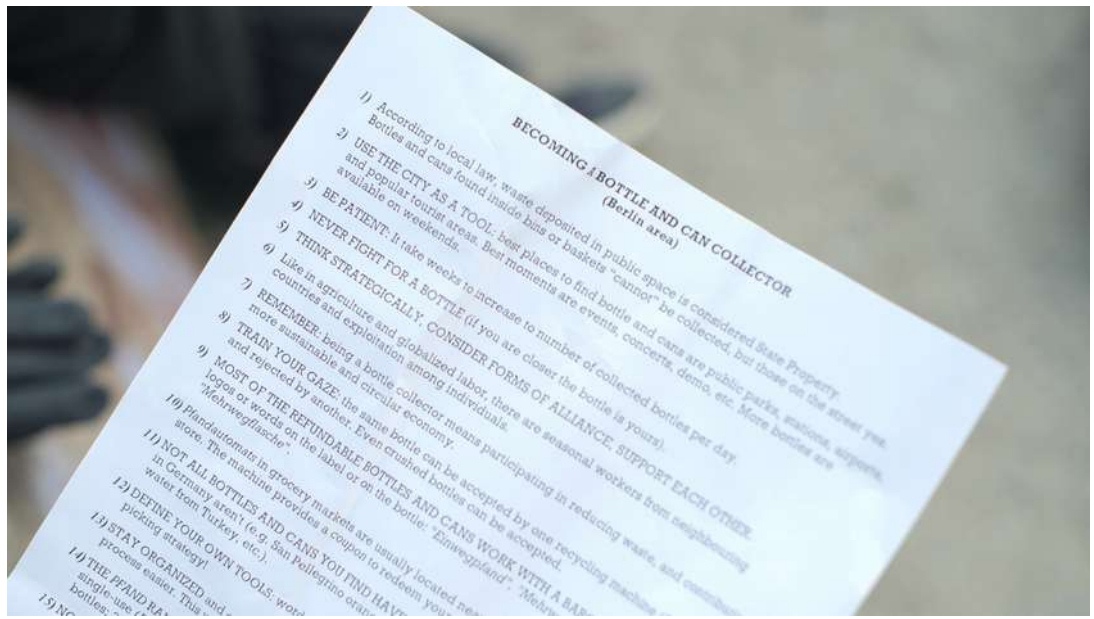 BECOMING A BOTTLE AND CAN COLLECTOR
(Berlin area)
1) According to local law, waste deposited in public space is considered State Property.
Bottles and cans found inside bins or baskets "cannot" be collected, but those on the street yes.
2) USE THE CITY AS A TOOL: best places to find bottle and cans are public parks, stations, airports,
and popular tourist areas. Best moments are events, concerts, demo, etc. More bottles are
available on weekends.
3) BE PATIENT: It take weeks to increase to number of collected bottles per day.
4) NEVER FIGHT FOR A BOTTLE (if you are closer the bottle is yours).
5) THINK STRATEGICALLY, CONSIDER FORMS OF ALLIANCE, SUPPORT EACH OTHER.
6) Like in agriculture and globalized labor, there are seasonal workers from neighbouring
countries and exploitation among individuals.
7) REMEMBER: being a bottle collector means participating in reducing waste, and
more sustainable and circular economy.
8) TRAIN YOUR GAZE: the same bottle can be accepted by one recycling machine
and rejected by another. Even crushed bottles can be accepted.
9) MOST OF THE REFUNDABLE BOTTLES AND CANS WORK WITH A
logos or words on the label or on the bottle: "Einwegpfand",
"Mehrwegflasche".
10) Pfandautomats in grocery markets are usually located
store. The machine provides a coupon to redeem
11) NOT ALL BOTTLES AND CANS YOU FIND HAVE
in Germany aren't (e.g. San Pellegrino
water from Turkey, etc.).
12) DEFINE YOUR OWN TOOLS:
picking strategy!
13) STAY ORGANIZED and
process easier. This
14) THE PFAND
single-use
bottles:
15)